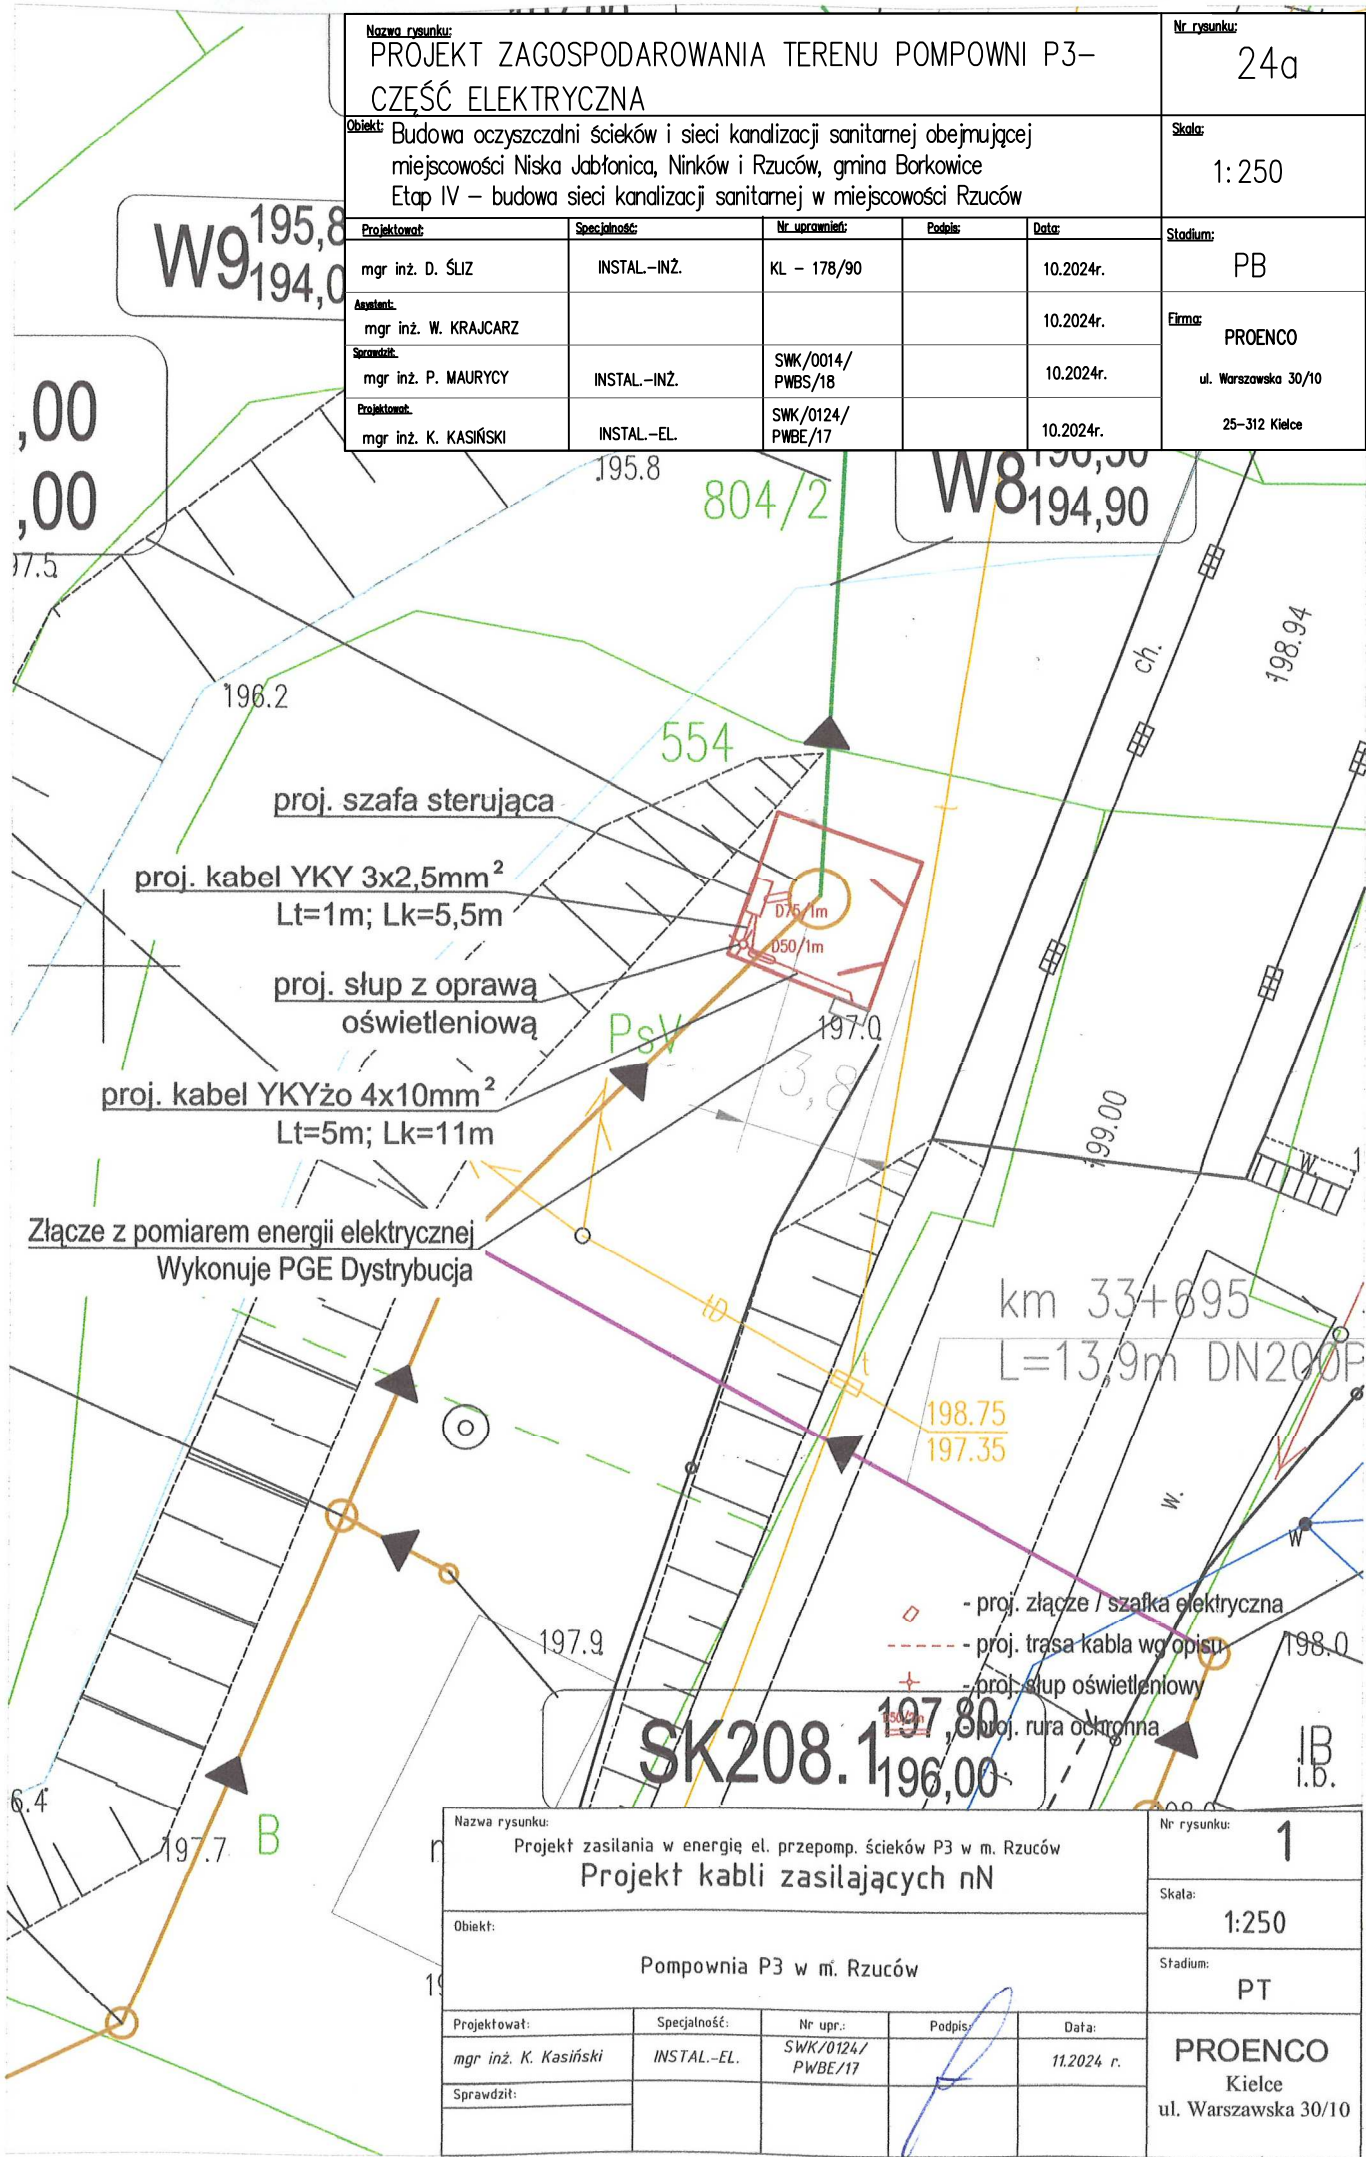 Nazwa rysunku:
PROJEKT ZAGOSPODAROWANIA TERENU POMPOWNI P3-
CZĘŚĆ ELEKTRYCZNA
Nr rysunku:
24a
Obiekt: Budowa oczyszczalni ścieków i sieci kanalizacji sanitarnej obejmującej
miejscowości Niska Jabłonica, Ninków i Rzuców, gmina Borkowice
Etap IV – budowa sieci kanalizacji sanitarnej w miejscowości Rzuców
Skala:
1:250
Projektował: Specjalność: Nr uprawnień: Podpis: Data:
mgr inż. D. ŚLIZ INSTAL.-INŻ. KL - 178/90 10.2024r.
Stadium:
PB
Asystent:
mgr inż. W. KRAJCARZ 10.2024r.
Sprawdził:
mgr inż. P. MAURYCY INSTAL.-INŻ. SWK/0014/
PWBS/18 10.2024r.
Projektował:
mgr inż. K. KASIŃSKI INSTAL.-EL. SWK/0124/
PWBE/17 10.2024r.
Firma:
PROENCO
ul. Warszawska 30/10
25-312 Kielce
W9 195,8
194,0
,00
,00
W8
194,90
195.8
804/2
97.5
196.2
554
ch.
198.94
proj. szafa sterująca
proj. kabel YKY 3x2,5mm²
Lt=1m; Lk=5,5m
D75/1m
D50/1m
proj. słup z oprawą
oświetleniową
PsV
197.0
3,8
proj. kabel YKYżo 4x10mm²
Lt=5m; Lk=11m
199.00
w.
Złącze z pomiarem energii elektrycznej
Wykonuje PGE Dystrybucja
tD
t
t
km 33+695
L=13,9m DN200P
198.75
197.35
w.
w
- proj. złącze / szafka elektryczna
- proj. trasa kabla wg opisu
- proj. słup oświetleniowy
- proj. rura ochronna
197.9
198.0
SK208.1 197,80
196,00
IB
i.b.
6.4
197.7
B
Nazwa rysunku:
Projekt zasilania w energię el. przepomp. ścieków P3 w m. Rzuców
Projekt kabli zasilających nN
Nr rysunku:
1
Skala:
1:250
Obiekt:
Pompownia P3 w m. Rzuców
Stadium:
PT
Projektował: Specjalność: Nr upr.: Podpis: Data:
mgr inż. K. Kasiński INSTAL.-EL. SWK/0124/
PWBE/17 11.2024 r.
Sprawdził:
PROENCO
Kielce
ul. Warszawska 30/10